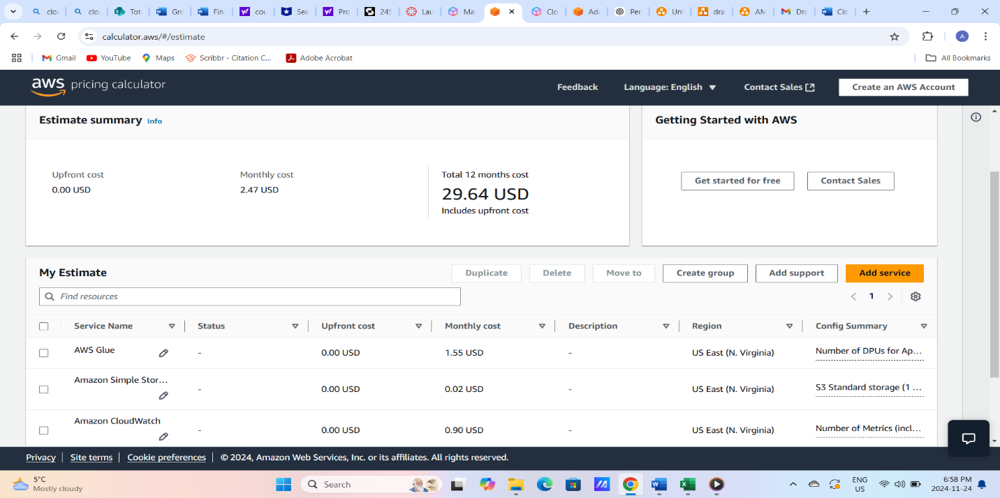 clo
clo
Tot
Gro
Fin
cou
Sea
Pro
24S
Lau
Ma
Clo
Ad
Per
Unt
dra
AM
Dra
Clo
calculator.aws/#/estimate
A
Gmail
YouTube
Maps
Scribbr - Citation C...
Adobe Acrobat
All Bookmarks
aws pricing calculator
Feedback
Language: English
Contact Sales
Create an AWS Account
Estimate summary Info
Upfront cost
0.00 USD
Monthly cost
2.47 USD
Total 12 months cost
29.64 USD
Includes upfront cost
Getting Started with AWS
Get started for free
Contact Sales
My Estimate
Duplicate
Delete
Move to
Create group
Add support
Add service
Find resources
1
Service Name Status Upfront cost Monthly cost Description Region Config Summary
AWS Glue - 0.00 USD 1.55 USD - US East (N. Virginia) Number of DPUs for Ap...
Amazon Simple Stor... - 0.00 USD 0.02 USD - US East (N. Virginia) S3 Standard storage (1 ...
Amazon CloudWatch - 0.00 USD 0.90 USD - US East (N. Virginia) Number of Metrics (incl...
Privacy | Site terms | Cookie preferences | © 2024, Amazon Web Services, Inc. or its affiliates. All rights reserved.
5°C
Mostly cloudy
Search
ENG
US
6:58 PM
2024-11-24